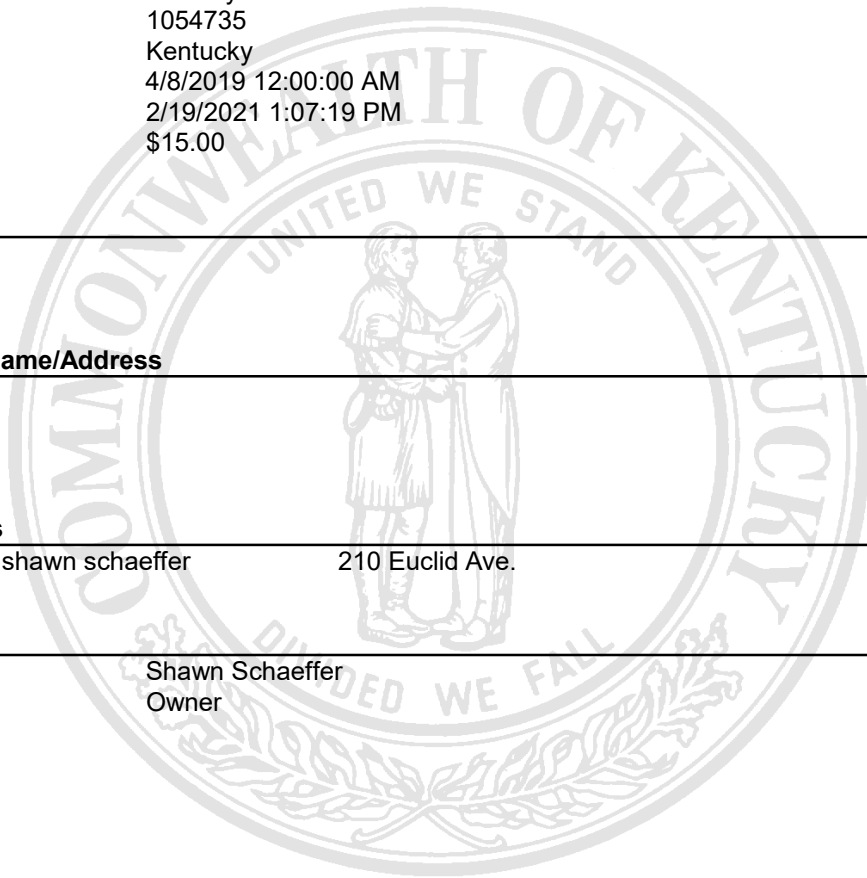 1054735
Kentucky
4/8/2019 12:00:00 AM
2/19/2021 1:07:19 PM
$15.00
COMMONWEALTH OF KENTUCKY
UNITED WE STAND
ame/Address
s
shawn schaeffer 210 Euclid Ave.
DIVIDED WE FALL
Shawn Schaeffer
Owner